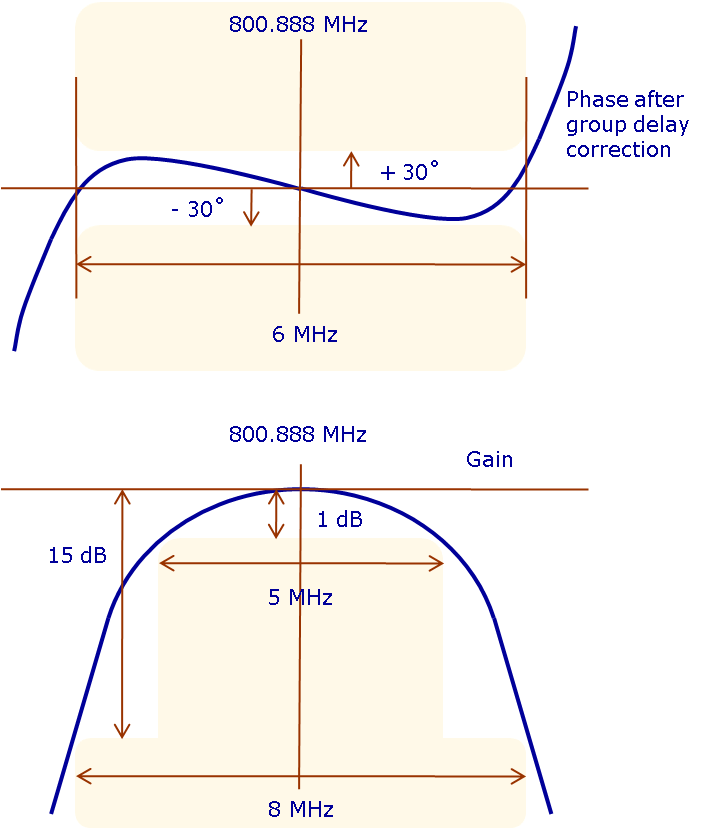 800.888 MHz
Phase after
group delay
correction
+ 30°
- 30°
6 MHz
800.888 MHz
Gain
1 dB
15 dB
5 MHz
8 MHz